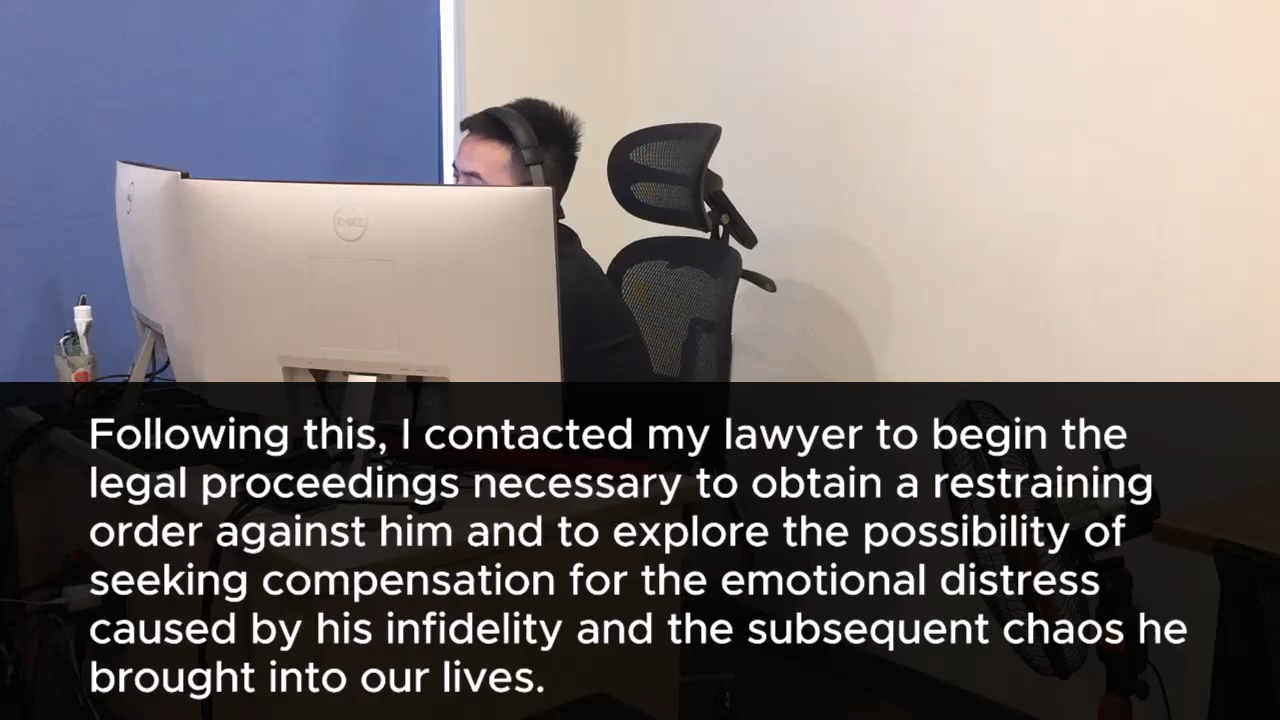 DELL
Following this, I contacted my lawyer to begin the
legal proceedings necessary to obtain a restraining
order against him and to explore the possibility of
seeking compensation for the emotional distress
caused by his infidelity and the subsequent chaos he
brought into our lives.